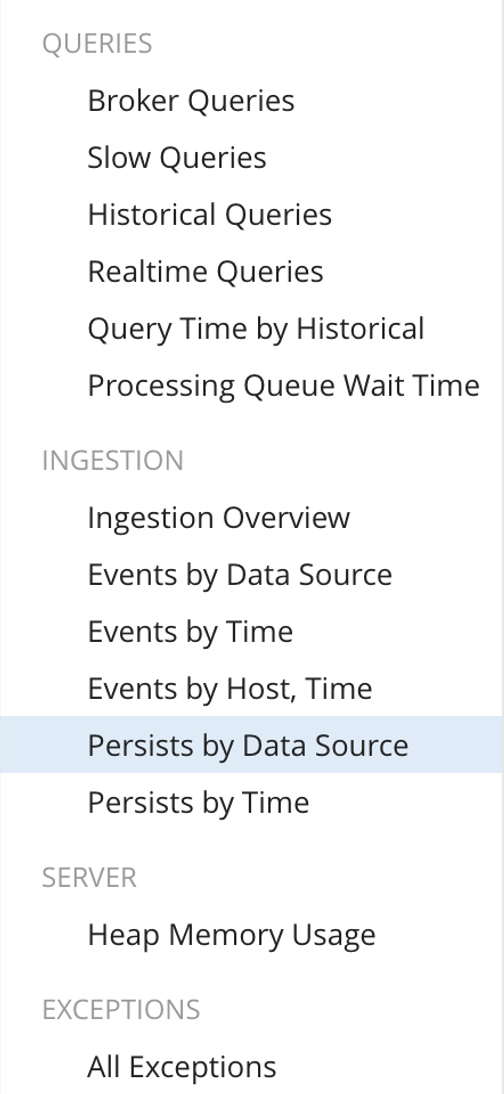 QUERIES
Broker Queries
Slow Queries
Historical Queries
Realtime Queries
Query Time by Historical
Processing Queue Wait Time
INGESTION
Ingestion Overview
Events by Data Source
Events by Time
Events by Host, Time
Persists by Data Source
Persists by Time
SERVER
Heap Memory Usage
EXCEPTIONS
All Exceptions